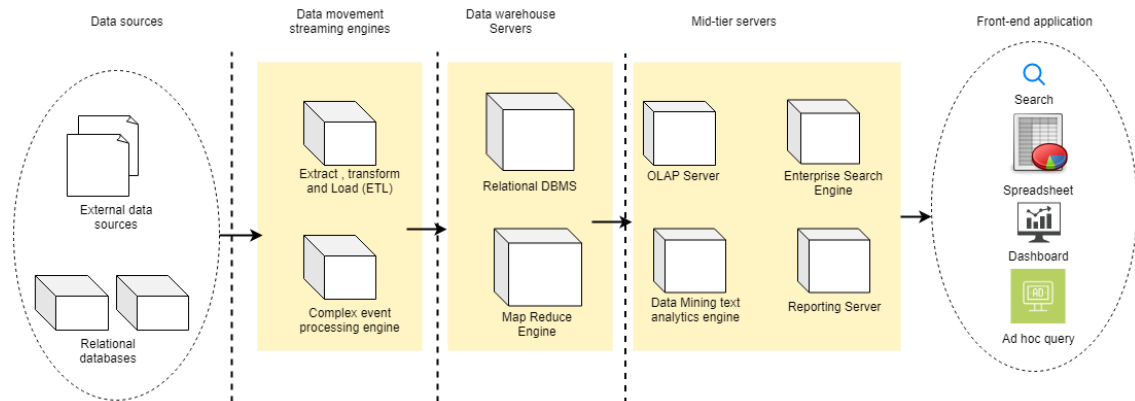 Data sources
Data movement
streaming engines
Data warehouse
Servers
Mid-tier servers
Front-end application
External data
sources
Relational
databases
Extract , transform
and Load (ETL)
Complex event
processing engine
Relational DBMS
Map Reduce
Engine
OLAP Server
Enterprise Search
Engine
Data Mining text
analytics engine
Reporting Server
Search
Spreadsheet
Dashboard
AD
Ad hoc query